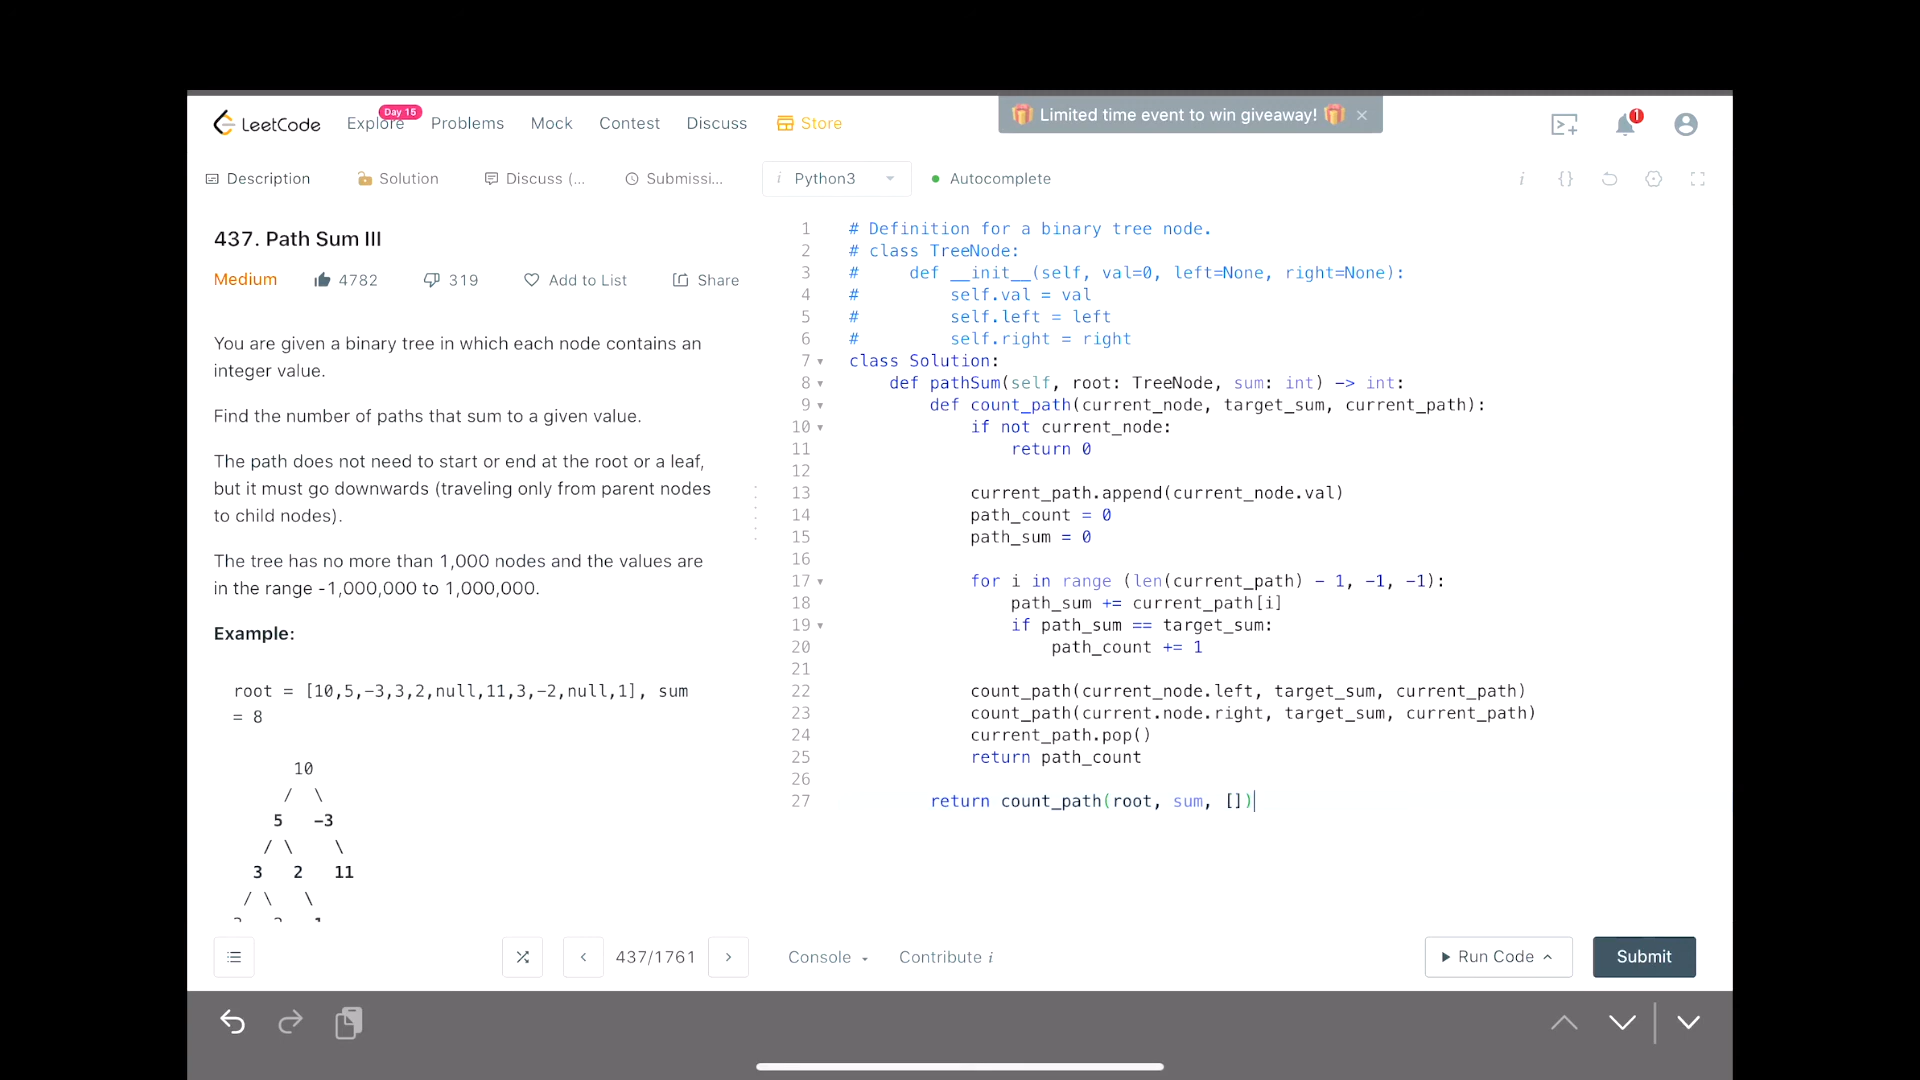 LeetCode
Explore
Day 15
Problems
Mock
Contest
Discuss
Store
Limited time event to win giveaway!
1
Description
Solution
Discuss (...
Submissi...
i Python3
Autocomplete
i {}
437. Path Sum III
Medium
4782
319
Add to List
Share
You are given a binary tree in which each node contains an
integer value.
Find the number of paths that sum to a given value.
The path does not need to start or end at the root or a leaf,
but it must go downwards (traveling only from parent nodes
to child nodes).
The tree has no more than 1,000 nodes and the values are
in the range -1,000,000 to 1,000,000.
Example:
root = [10,5,-3,3,2,null,11,3,-2,null,1], sum
= 8
10
/ \
5 -3
/ \ \
3 2 11
/ \ \
1 # Definition for a binary tree node.
2 # class TreeNode:
3 #     def __init__(self, val=0, left=None, right=None):
4 #         self.val = val
5 #         self.left = left
6 #         self.right = right
7 class Solution:
8     def pathSum(self, root: TreeNode, sum: int) -> int:
9         def count_path(current_node, target_sum, current_path):
10             if not current_node:
11                 return 0
12
13             current_path.append(current_node.val)
14             path_count = 0
15             path_sum = 0
16
17             for i in range (len(current_path) - 1, -1, -1):
18                 path_sum += current_path[i]
19                 if path_sum == target_sum:
20                     path_count += 1
21
22             count_path(current_node.left, target_sum, current_path)
23             count_path(current.node.right, target_sum, current_path)
24             current_path.pop()
25             return path_count
26
27         return count_path(root, sum, [])
437/1761
Console
Contribute i
Run Code
Submit